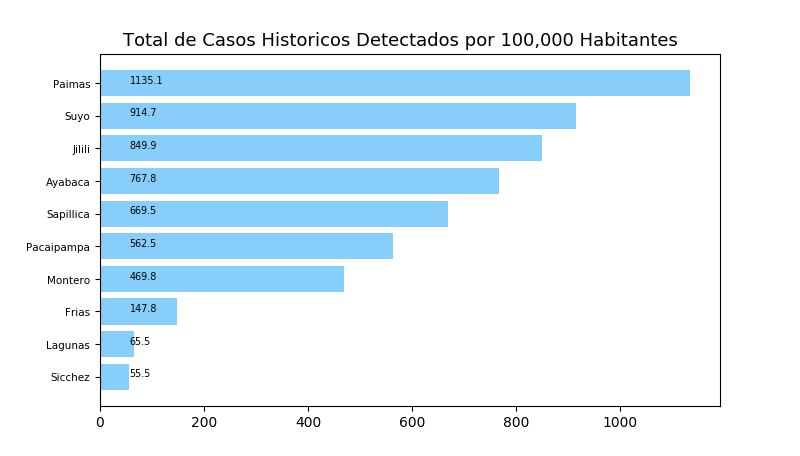 Total de Casos Historicos Detectados por 100,000 Habitantes
Paimas 1135.1
Suyo 914.7
Jilili 849.9
Ayabaca 767.8
Sapillica 669.5
Pacaipampa 562.5
Montero 469.8
Frias 147.8
Lagunas 65.5
Sicchez 55.5
0 200 400 600 800 1000